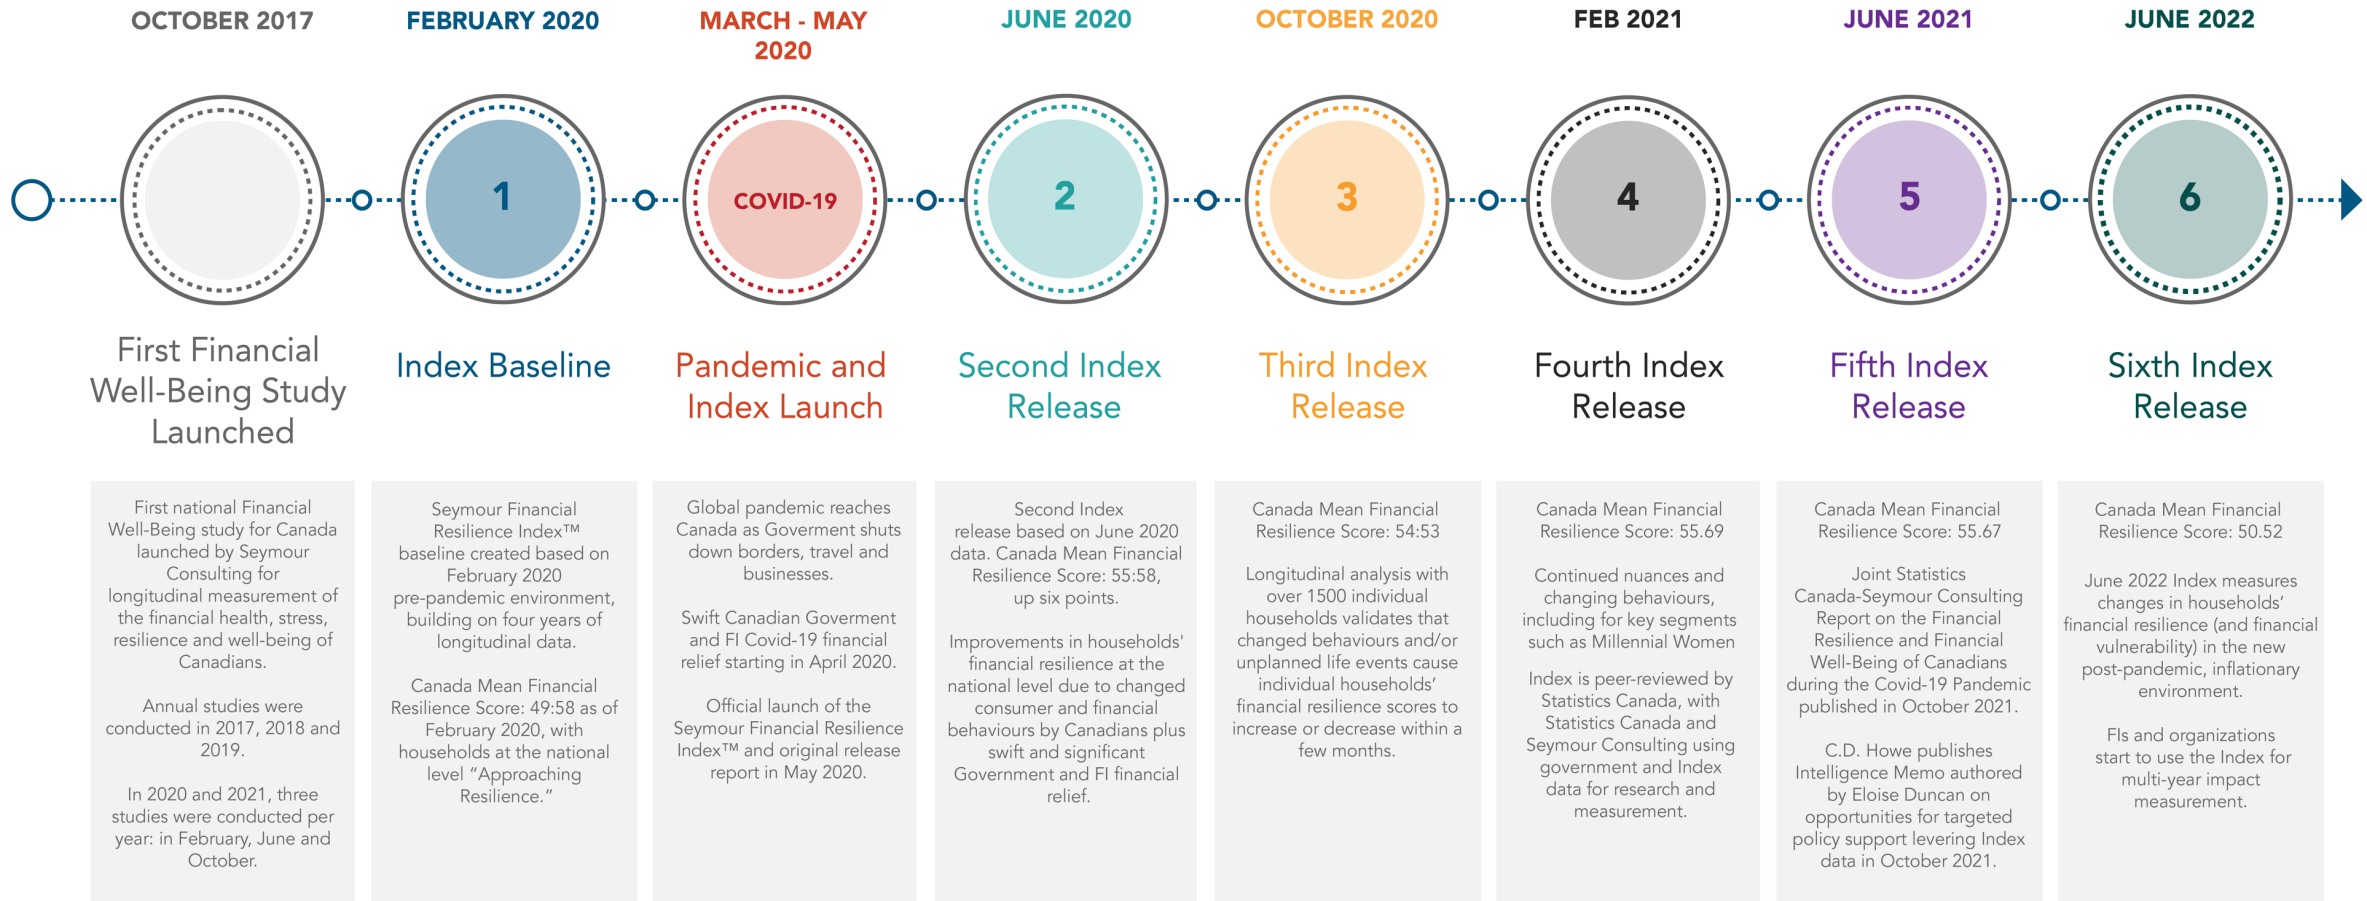 OCTOBER 2017
FEBRUARY 2020
MARCH - MAY
2020
JUNE 2020
OCTOBER 2020
FEB 2021
JUNE 2021
JUNE 2022
1
COVID-19
2
3
4
5
6
First Financial
Well-Being Study
Launched
Index Baseline
Pandemic and
Index Launch
Second Index
Release
Third Index
Release
Fourth Index
Release
Fifth Index
Release
Sixth Index
Release
First national Financial
Well-Being study for Canada
launched by Seymour
Consulting for
longitudinal measurement of
the financial health, stress,
resilience and well-being of
Canadians.
Annual studies were
conducted in 2017, 2018 and
2019.
In 2020 and 2021, three
studies were conducted per
year: in February, June and
October.
Seymour Financial
Resilience Index™
baseline created based on
February 2020
pre-pandemic environment,
building on four years of
longitudinal data.
Canada Mean Financial
Resilience Score: 49:58 as of
February 2020, with
households at the national
level “Approaching
Resilience.”
Global pandemic reaches
Canada as Goverment shuts
down borders, travel and
businesses.
Swift Canadian Goverment
and FI Covid-19 financial
relief starting in April 2020.
Official launch of the
Seymour Financial Resilience
Index™ and original release
report in May 2020.
Second Index
release based on June 2020
data. Canada Mean Financial
Resilience Score: 55:58,
up six points.
Improvements in households'
financial resilience at the
national level due to changed
consumer and financial
behaviours by Canadians plus
swift and significant
Government and FI financial
relief.
Canada Mean Financial
Resilience Score: 54:53
Longitudinal analysis with
over 1500 individual
households validates that
changed behaviours and/or
unplanned life events cause
individual households’
financial resilience scores to
increase or decrease within a
few months.
Canada Mean Financial
Resilience Score: 55.69
Continued nuances and
changing behaviours,
including for key segments
such as Millennial Women
Index is peer-reviewed by
Statistics Canada, with
Statistics Canada and
Seymour Consulting using
government and Index
data for research and
measurement.
Canada Mean Financial
Resilience Score: 55.67
Joint Statistics
Canada-Seymour Consulting
Report on the Financial
Resilience and Financial
Well-Being of Canadians
during the Covid-19 Pandemic
published in October 2021.
C.D. Howe publishes
Intelligence Memo authored
by Eloise Duncan on
opportunities for targeted
policy support levering Index
data in October 2021.
Canada Mean Financial
Resilience Score: 50.52
June 2022 Index measures
changes in households’
financial resilience (and financial
vulnerability) in the new
post-pandemic, inflationary
environment.
FIs and organizations
start to use the Index for
multi-year impact
measurement.